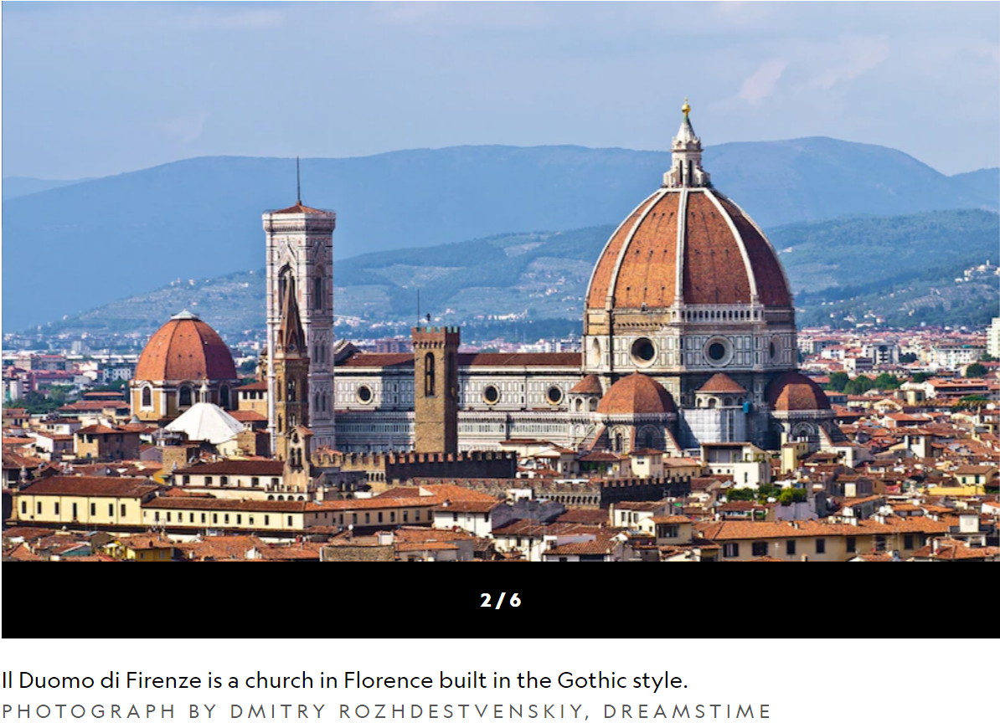 2/6
Il Duomo di Firenze is a church in Florence built in the Gothic style.
PHOTOGRAPH BY DMITRY ROZHDESTVENSKIY, DREAMSTIME